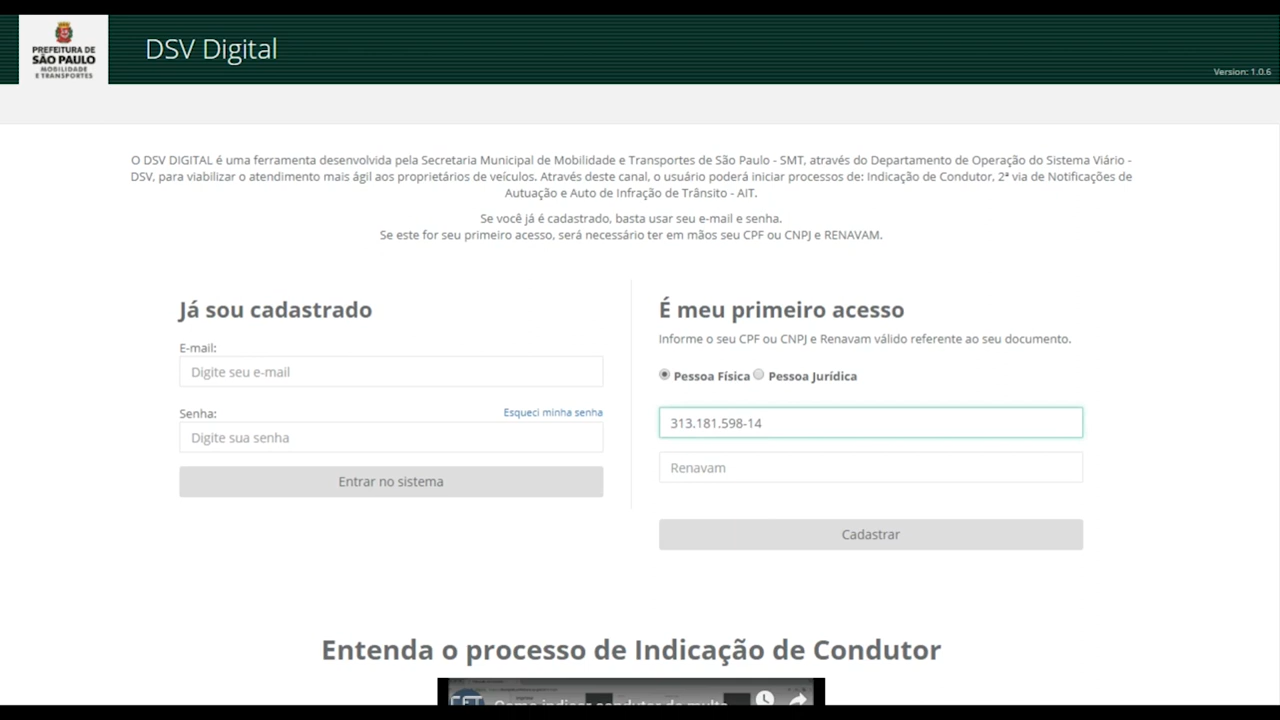 PREFEITURA DE
SÃO PAULO
MOBILIDADE
E TRANSPORTES
DSV Digital
Version: 1.0.6
O DSV DIGITAL é uma ferramenta desenvolvida pela Secretaria Municipal de Mobilidade e Transportes de São Paulo - SMT, através do Departamento de Operação do Sistema Viário -
DSV, para viabilizar o atendimento mais ágil aos proprietários de veículos. Através deste canal, o usuário poderá iniciar processos de: Indicação de Condutor, 2ª via de Notificações de
Autuação e Auto de Infração de Trânsito - AIT.
Se você já é cadastrado, basta usar seu e-mail e senha.
Se este for seu primeiro acesso, será necessário ter em mãos seu CPF ou CNPJ e RENAVAM.
Já sou cadastrado
E-mail:
Digite seu e-mail
Senha:
Esqueci minha senha
Digite sua senha
Entrar no sistema
É meu primeiro acesso
Informe o seu CPF ou CNPJ e Renavam válido referente ao seu documento.
Pessoa Física
Pessoa Jurídica
313.181.598-14
Renavam
Cadastrar
Entenda o processo de Indicação de Condutor
CET
Como indicar condutor de multa